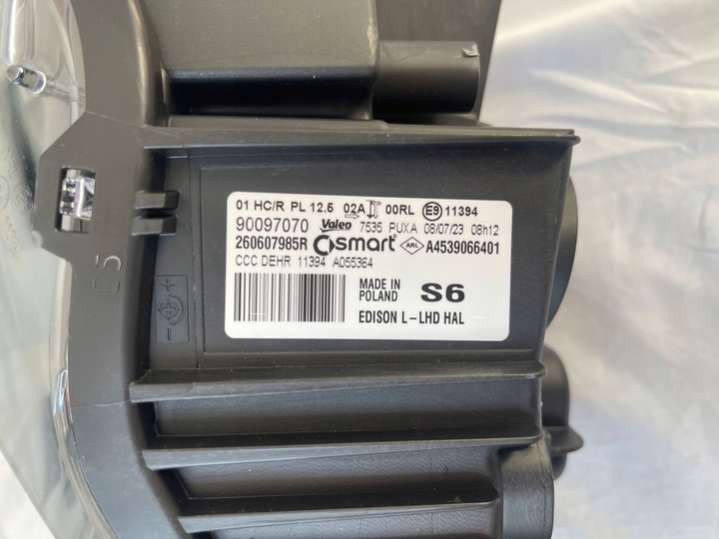 01 HC/R PL 12.5 02A 00RL E9 11394
90097070 Valeo 7535 PUXA 08/07/23 08h12
260607985R smart ARL A4539066401
CCC DEHR 11394 A055364
MADE IN
POLAND S6
EDISON L-LHD HAL